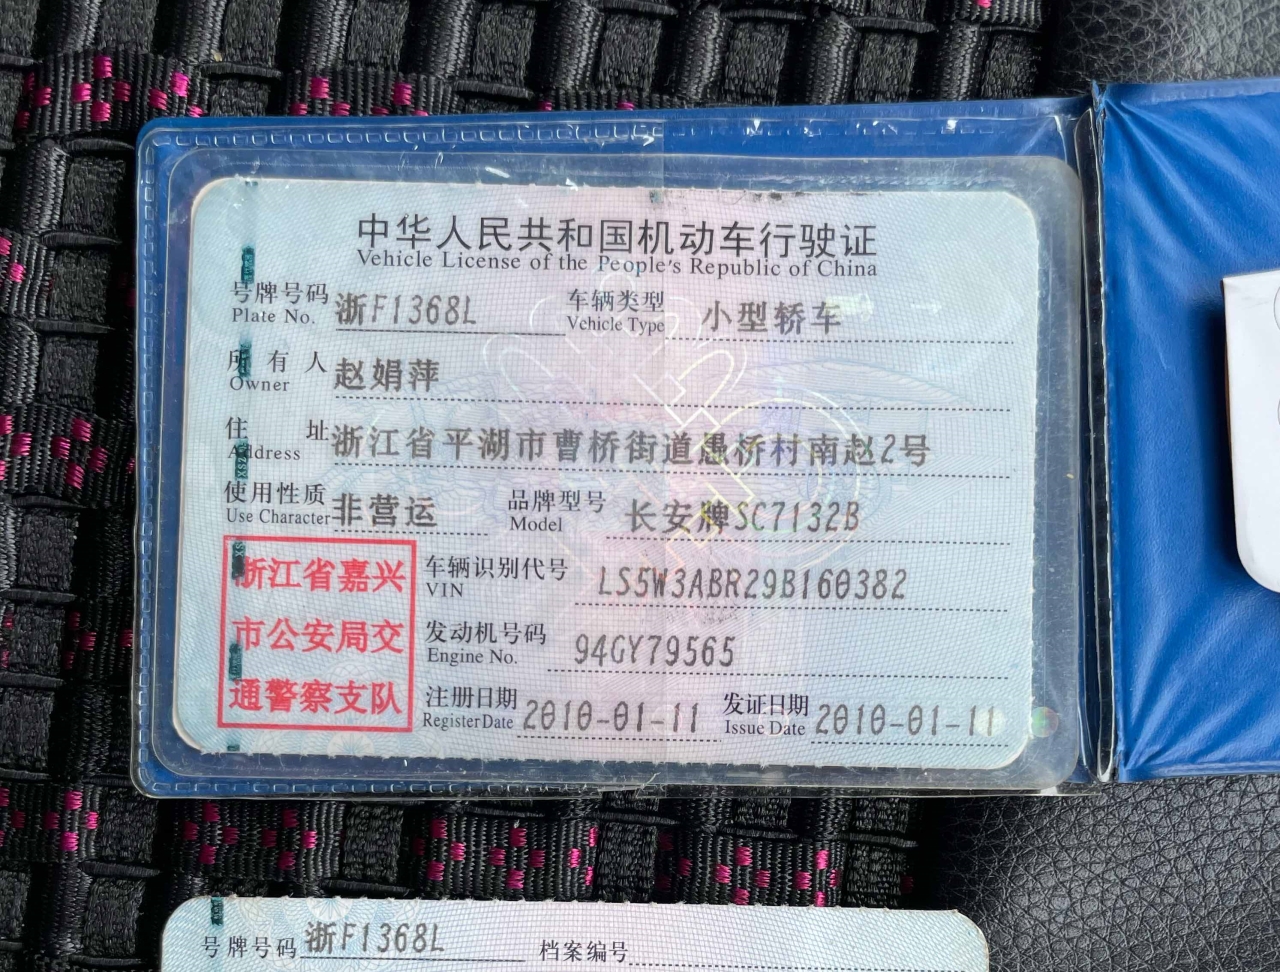 中华人民共和国机动车行驶证
Vehicle License of the People's Republic of China
号牌号码 浙F1368L 车辆类型 小型轿车
Plate No. Vehicle Type
所有人 赵娟萍
Owner
住址 浙江省平湖市曹桥街道愚桥村南赵2号
Address
使用性质 非营运 品牌型号 长安牌SC7132B
Use Character Model
浙江省嘉兴
市公安局交
通警察支队
车辆识别代号 LS5W3ABR29B160382
VIN
发动机号码 94GY79565
Engine No.
注册日期 2010-01-11 发证日期 2010-01-11
Register Date Issue Date
号牌号码 浙F1368L 档案编号